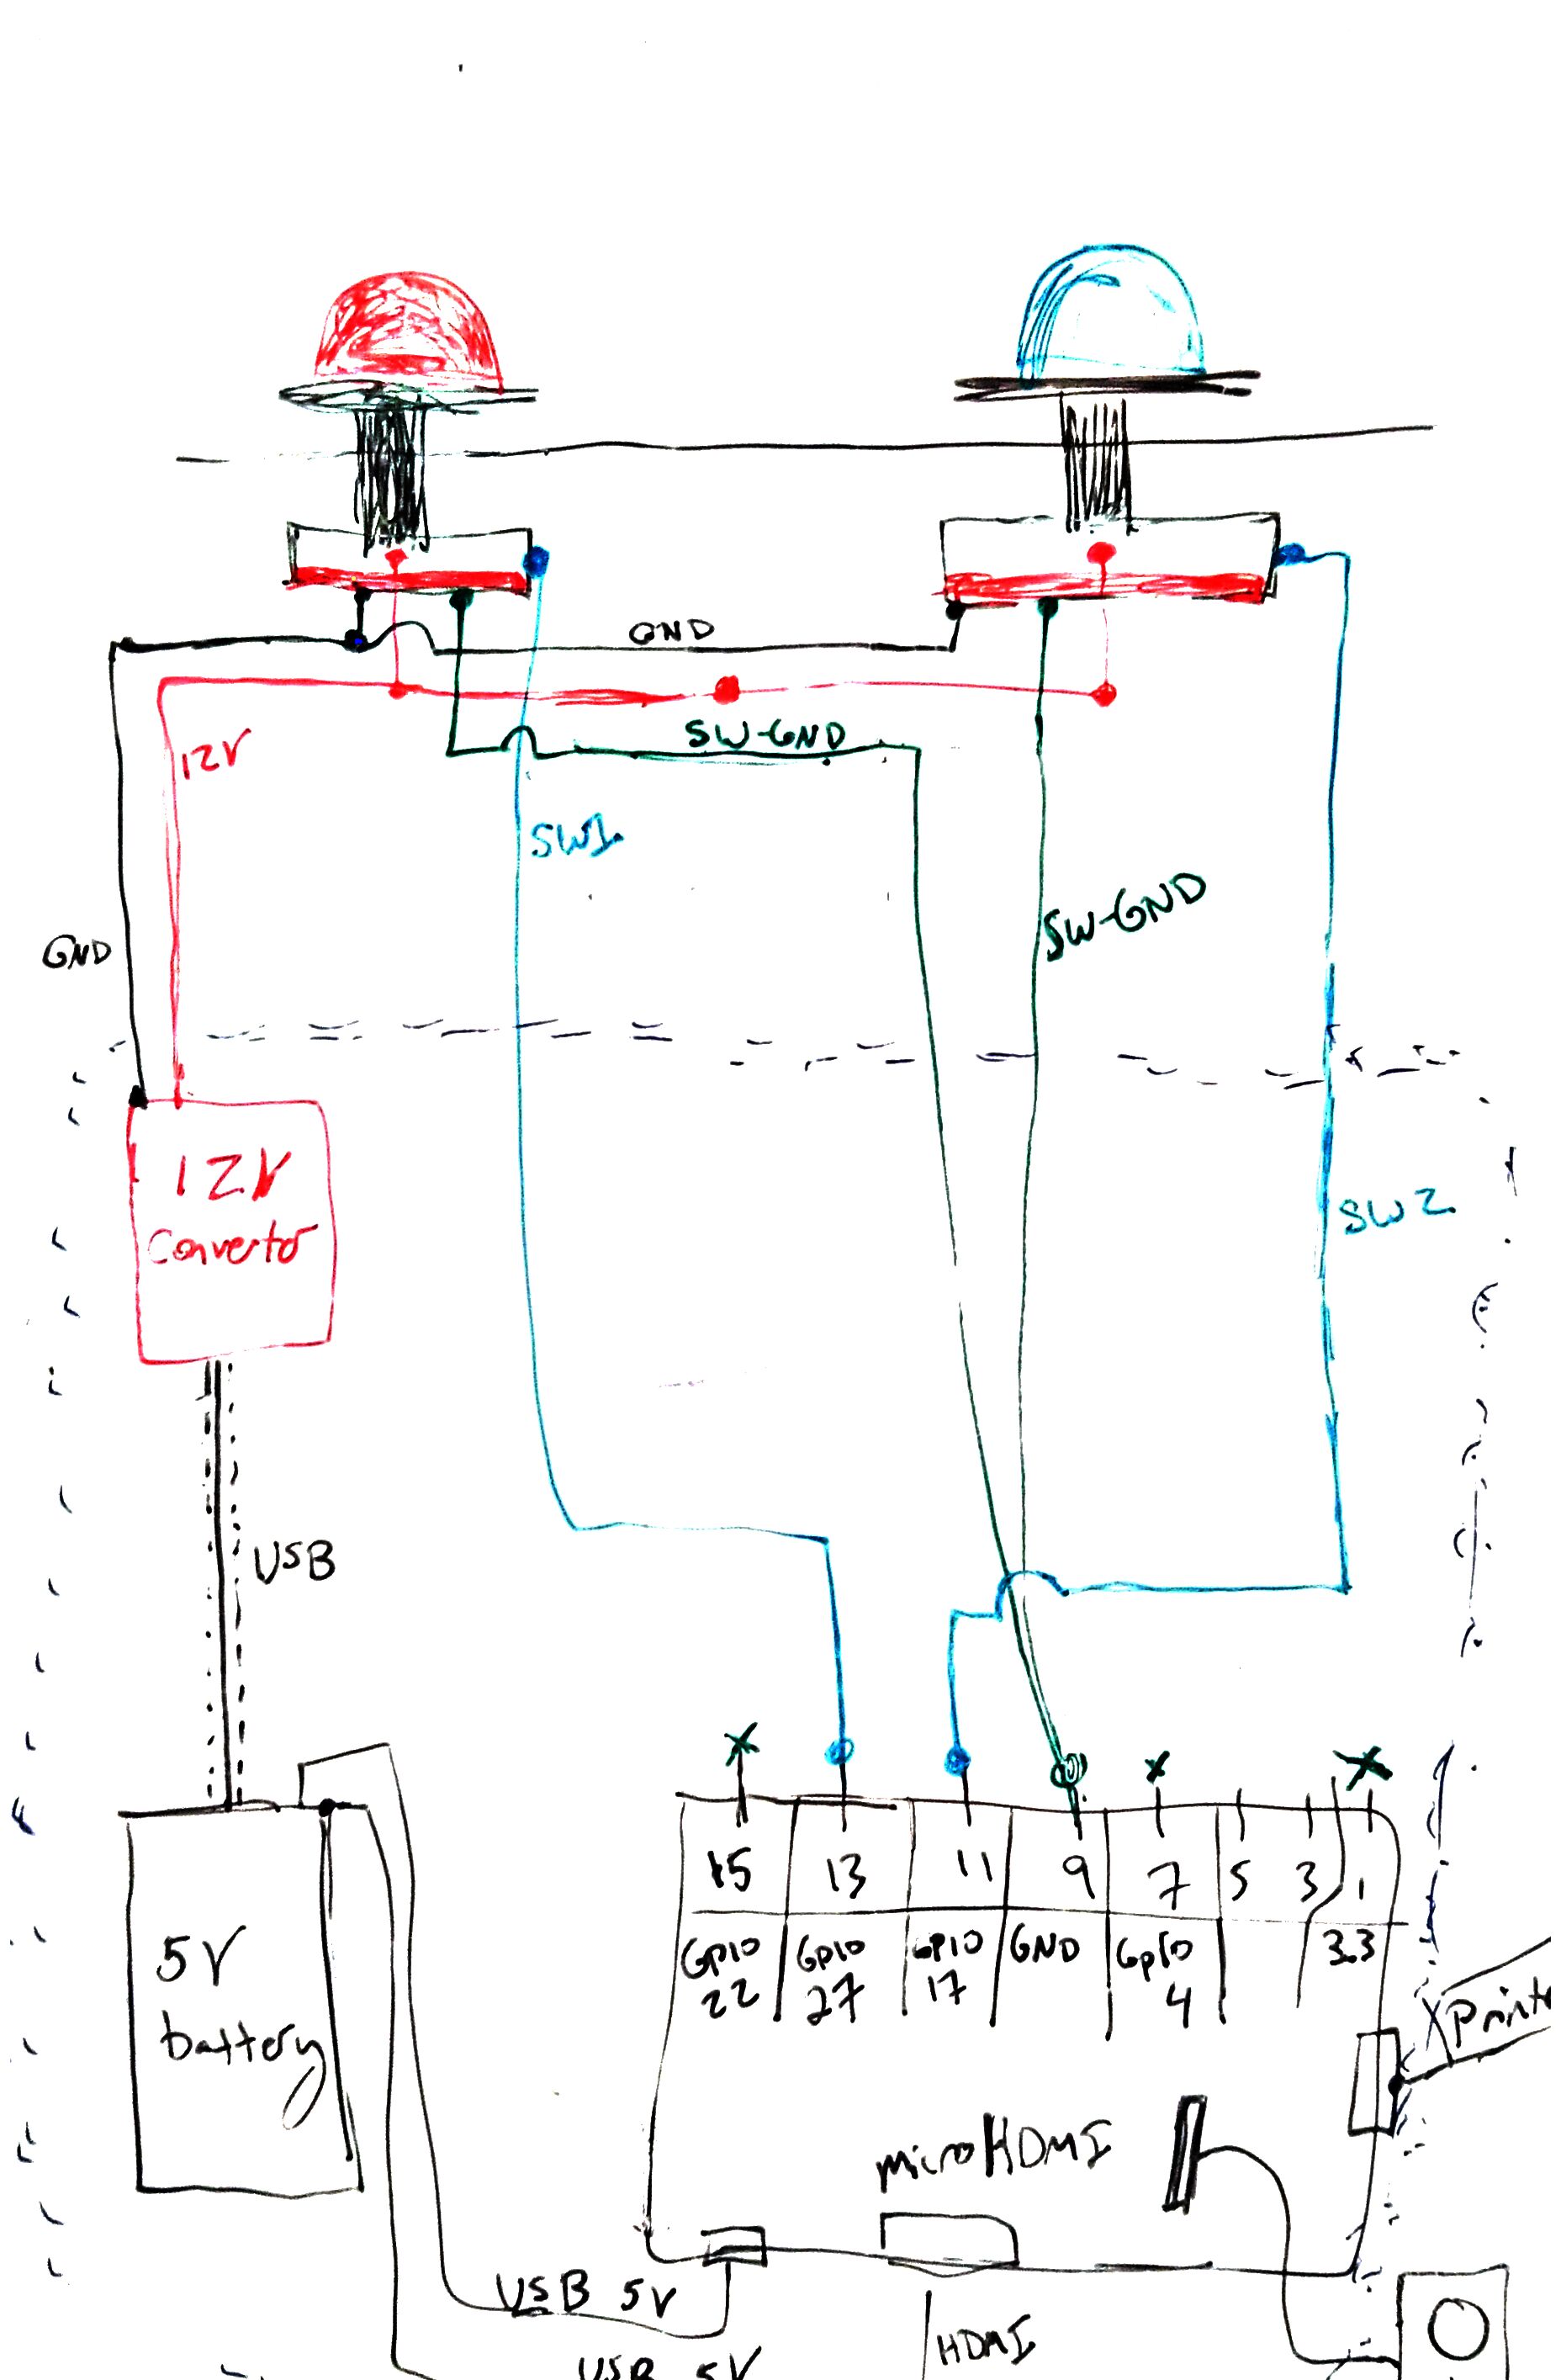 GND
12V
SW-GND
SW1
SW-GND
GND
12V
Convertor
SW2
USB
15
13
11
9
7
5
3
1
GPIO
22
GPIO
27
GPIO
17
GND
GPIO
4
3.3
5V
battery
microHDMI
USB 5V
HDMI
USB 5V